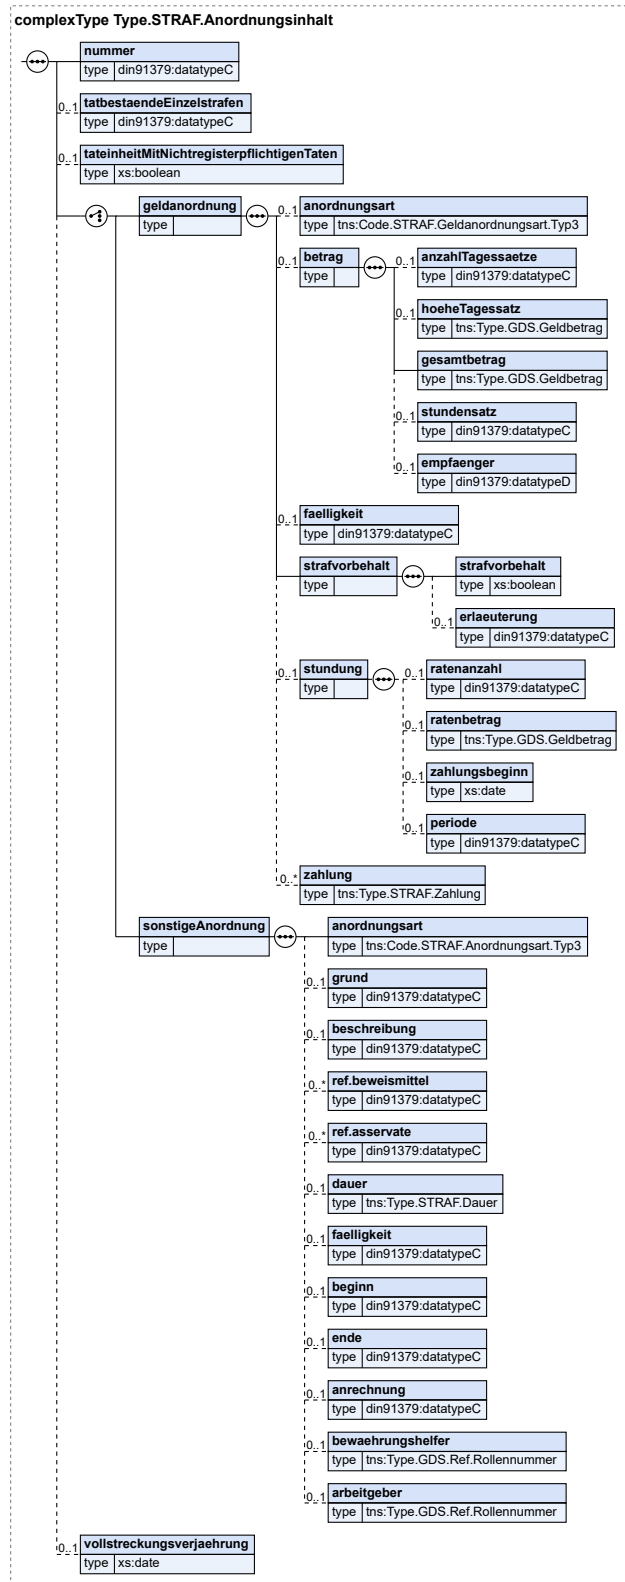 complexType Type.STRAF.Anordnungsinhalt
nummer
type din91379:datatypeC
0..1 tatbestaendeEinzelstrafen
type din91379:datatypeC
0..1 tateinheitMitNichtregisterpflichtigenTaten
type xs:boolean
geldanordnung
type
0..1 anordnungsart
type tns:Code.STRAF.Geldanordnungsart.Typ3
0..1 betrag
type
0..1 anzahlTagessaetze
type din91379:datatypeC
0..1 hoeheTagessatz
type tns:Type.GDS.Geldbetrag
gesamtbetrag
type tns:Type.GDS.Geldbetrag
0..1 stundensatz
type din91379:datatypeC
0..1 empfaenger
type din91379:datatypeD
0..1 faelligkeit
type din91379:datatypeC
strafvorbehalt
type
strafvorbehalt
type xs:boolean
0..1 erlaeuterung
type din91379:datatypeC
0..1 stundung
type
0..1 ratenanzahl
type din91379:datatypeC
0..1 ratenbetrag
type tns:Type.GDS.Geldbetrag
0..1 zahlungsbeginn
type xs:date
0..1 periode
type din91379:datatypeC
0..* zahlung
type tns:Type.STRAF.Zahlung
sonstigeAnordnung
type
anordnungsart
type tns:Code.STRAF.Anordnungsart.Typ3
0..1 grund
type din91379:datatypeC
0..1 beschreibung
type din91379:datatypeC
0..* ref.beweismittel
type din91379:datatypeC
0..* ref.asservate
type din91379:datatypeC
0..1 dauer
type tns:Type.STRAF.Dauer
0..1 faelligkeit
type din91379:datatypeC
0..1 beginn
type din91379:datatypeC
0..1 ende
type din91379:datatypeC
0..1 anrechnung
type din91379:datatypeC
0..1 bewaehrungshelfer
type tns:Type.GDS.Ref.Rollennummer
0..1 arbeitgeber
type tns:Type.GDS.Ref.Rollennummer
0..1 vollstreckungsverjaehrung
type xs:date